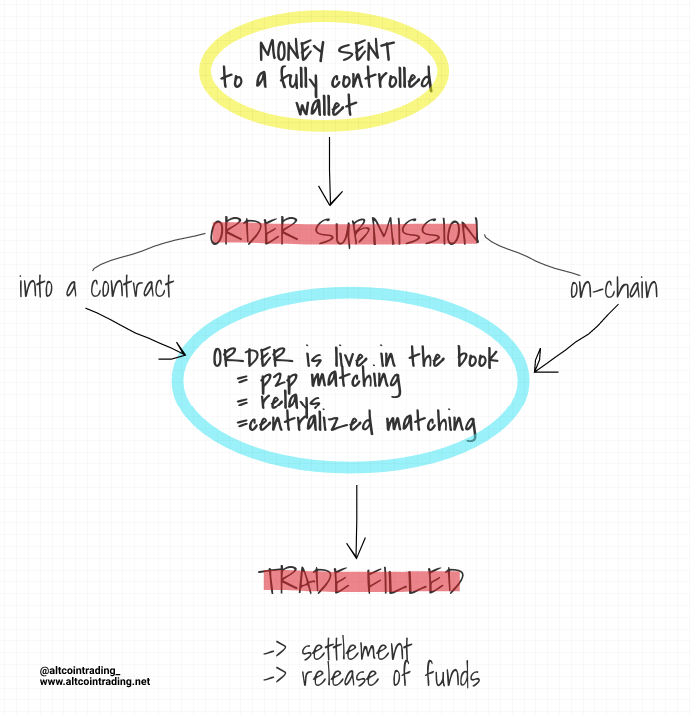 MONEY SENT
to a fully controlled
wallet
ORDER SUBMISSION
into a contract
on-chain
ORDER is live in the book
= p2p matching
= relays
=centralized matching
TRADE FILLED
-> settlement
-> release of funds
@altcointrading_
www.altcointrading.net